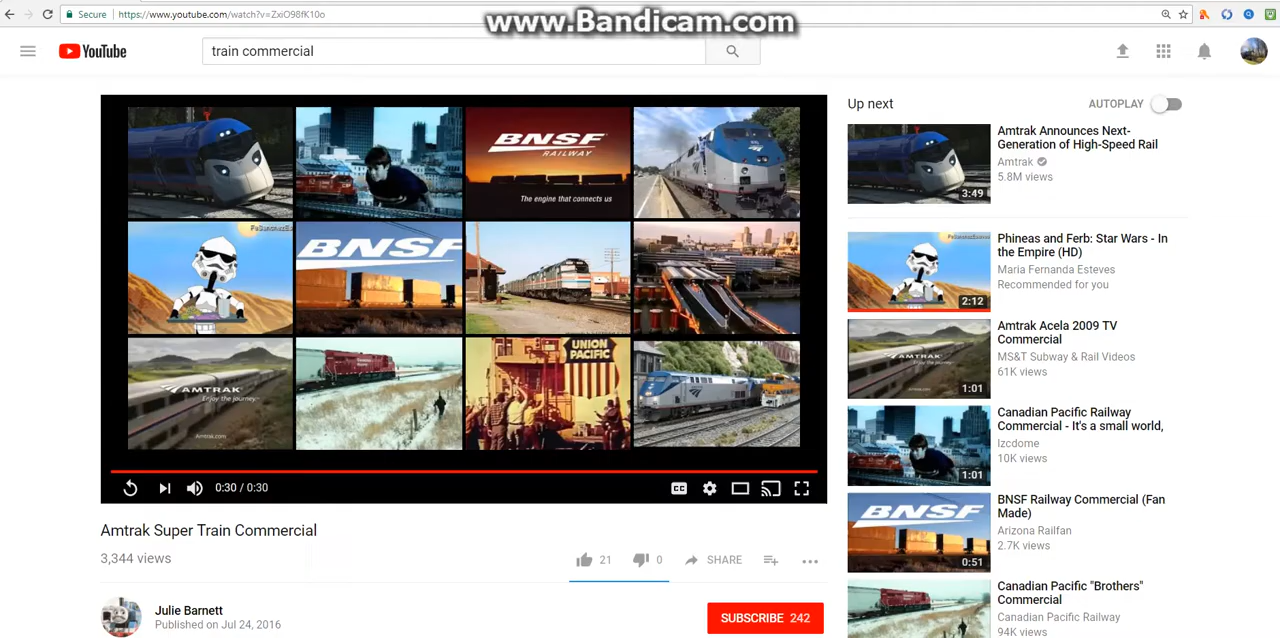 Secure
https://www.youtube.com/watch?v=ZxiO98fK10o
www.Bandicam.com
YouTube
train commercial
BNSF
RAILWAY
The engine that connects us
BNSF
AMTRAK
Enjoy the journey.
Amtrak.com
UNION
PACIFIC
CC
0:30 / 0:30
Amtrak Super Train Commercial
3,344 views
21
0
SHARE
Julie Barnett
Published on Jul 24, 2016
SUBSCRIBE 242
Up next
AUTOPLAY
3:49
Amtrak Announces Next-
Generation of High-Speed Rail
Amtrak
5.8M views
2:12
Phineas and Ferb: Star Wars - In
the Empire (HD)
Maria Fernanda Esteves
Recommended for you
AMTRAK
1:01
Amtrak Acela 2009 TV
Commercial
MS&T Subway & Rail Videos
61K views
1:01
Canadian Pacific Railway
Commercial - It's a small world,
Izcdome
10K views
BNSF
0:51
BNSF Railway Commercial (Fan
Made)
Arizona Railfan
2.7K views
Canadian Pacific "Brothers"
Commercial
Canadian Pacific Railway
94K views